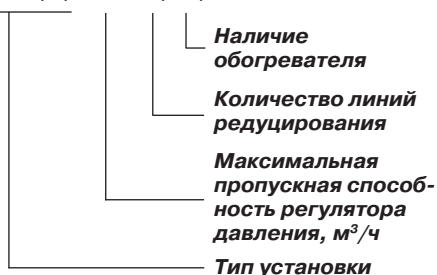 Наличие
обогревателя
Количество линий
редуцирования
Максимальная
пропускная способ-
ность регулятора
давления, м³/ч
Тип установки